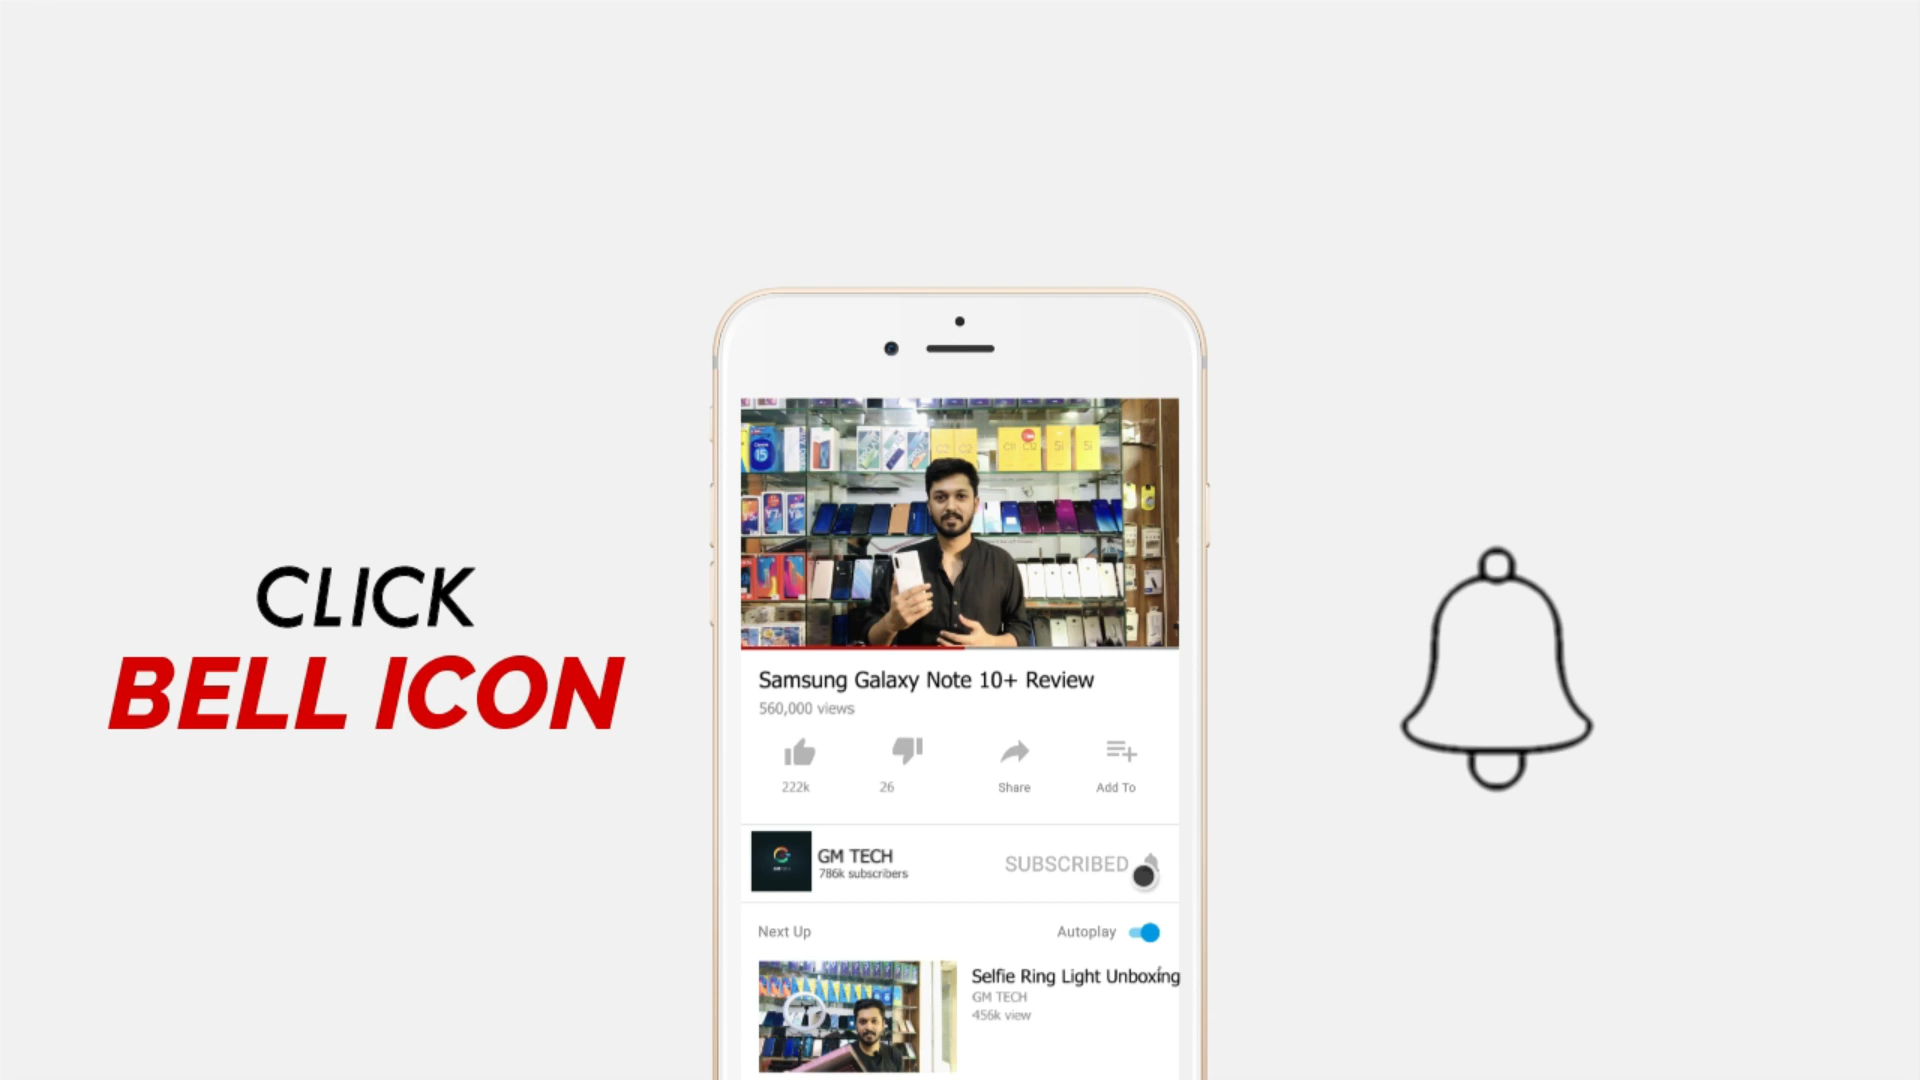 CLICK
BELL ICON
Samsung Galaxy Note 10+ Review
560,000 views
222k
26
Share
Add To
GM TECH
786k subscribers
SUBSCRIBED
Next Up
Autoplay
Selfie Ring Light Unboxing
GM TECH
456k view